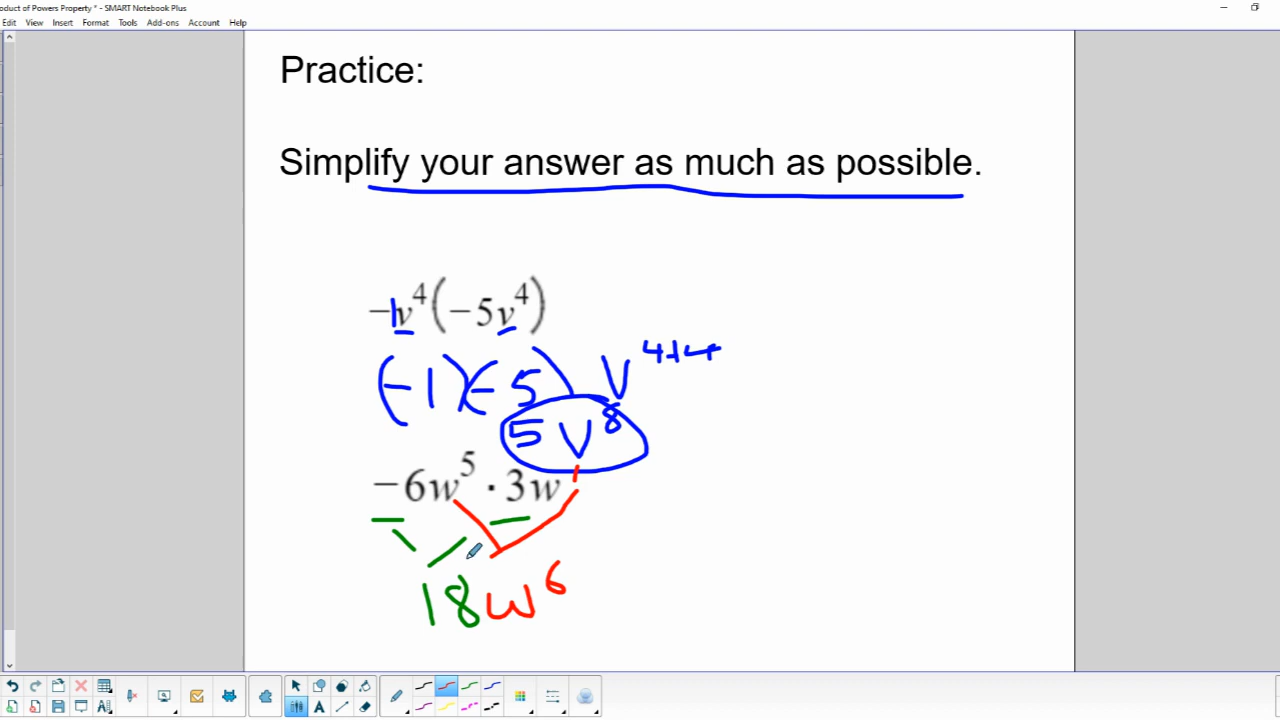 oduct of Powers Property * - SMART Notebook Plus
Edit View Insert Format Tools Add-ons Account Help
Practice:
Simplify your answer as much as possible.
-1v⁴(-5v⁴)
(-1)(-5) V⁴⁺⁴
5V⁸
-6w⁵ · 3w
18w⁶